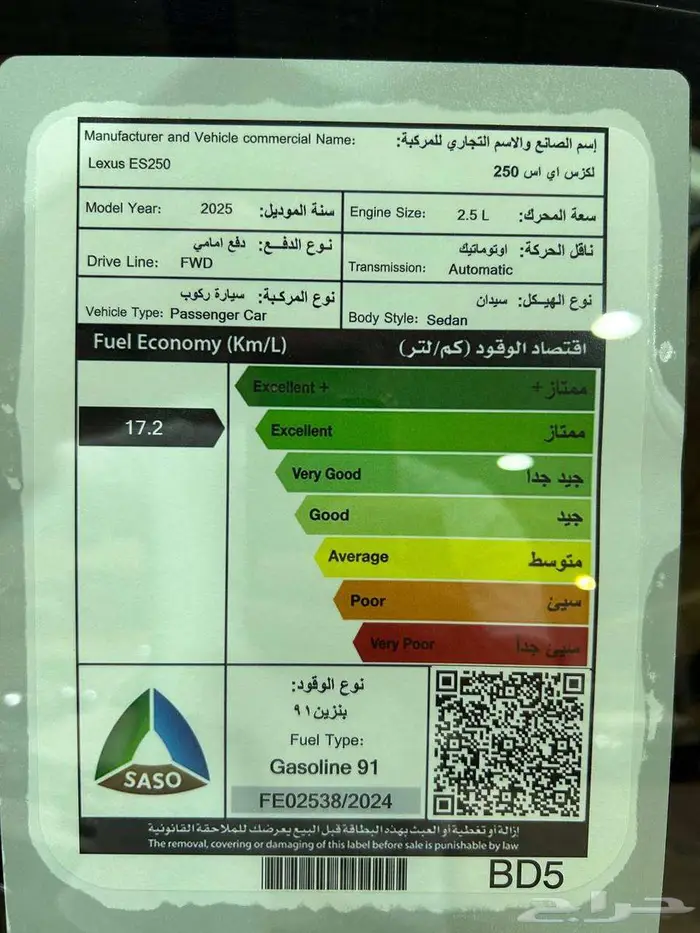 Manufacturer and Vehicle commercial Name: إسم الصانع والاسم التجاري للمركبة:
Lexus ES250 لكزس اي اس 250
Model Year: 2025 سنة الموديل:
Engine Size: 2.5 L سعة المحرك:
نوع الدفـــع: دفع امامي
Drive Line: FWD
ناقل الحركة: اوتوماتيك
Transmission: Automatic
نوع المركبة: سيارة ركوب
Vehicle Type: Passenger Car
نوع الهيـكل: سيدان
Body Style: Sedan
Fuel Economy (Km/L) اقتصاد الوقود (كم/لتر)
Excellent + ممتاز +
17.2
Excellent ممتاز
Very Good جيد جداً
Good جيد
Average متوسط
Poor سيئ
Very Poor سيئ جداً
نوع الوقود:
بنزين ٩١
Fuel Type:
Gasoline 91
FE02538/2024
SASO
إزالة أو تغطية أو العبث بهذه البطاقة قبل البيع يعرضك للملاحقة القانونية
The removal, covering or damaging of this label before sale is punishable by law
BD5
حراج